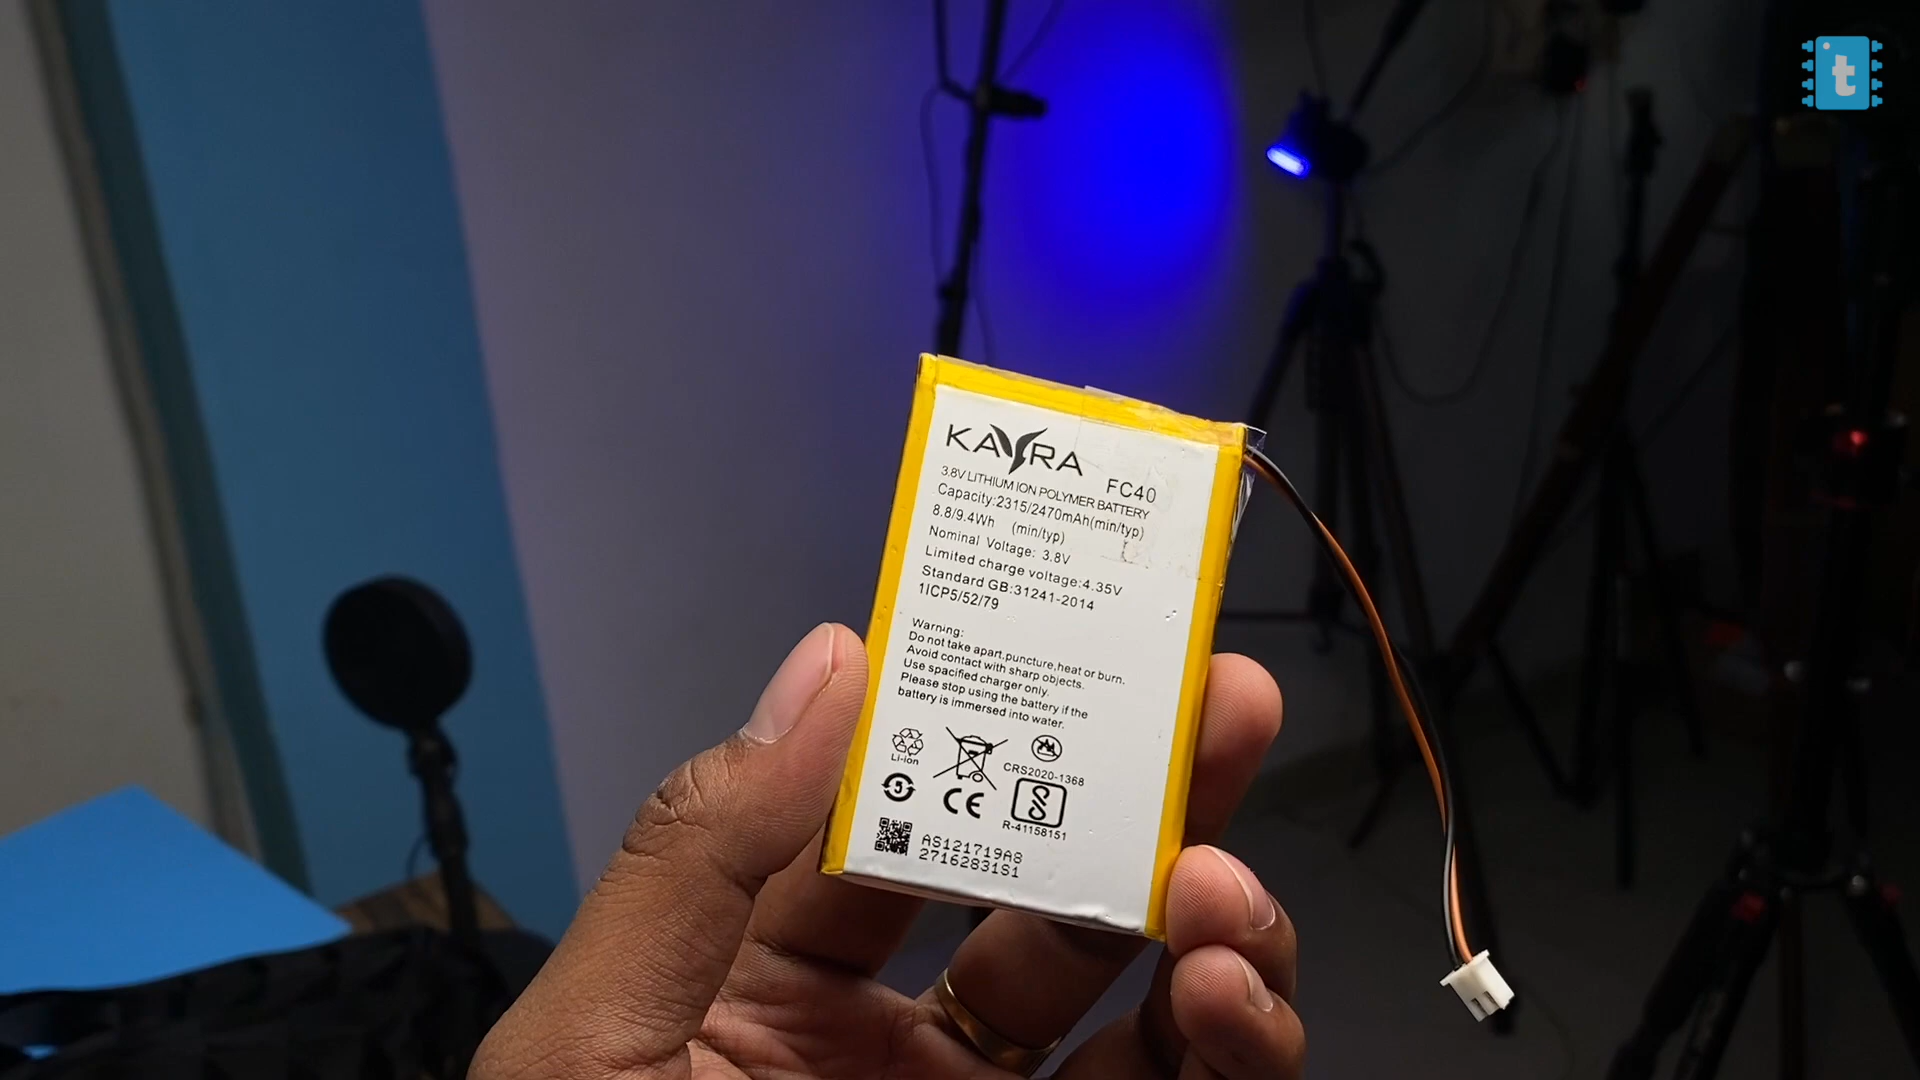 t
KAYRA
FC40
3.8V LITHIUM ION POLYMER BATTERY
Capacity:2315/2470mAh(min/typ)
8.8/9.4Wh (min/typ)
Nominal Voltage: 3.8V
Limited charge voltage:4.35V
Standard GB:31241-2014
1ICP5/52/79
Warning:
Do not take apart,puncture,heat or burn.
Avoid contact with sharp objects.
Use spacified charger only.
Please stop using the battery if the
battery is immersed into water.
Li-ion
CRS2020-1368
5
CE
R-41158151
AS121719A8
27162831S1